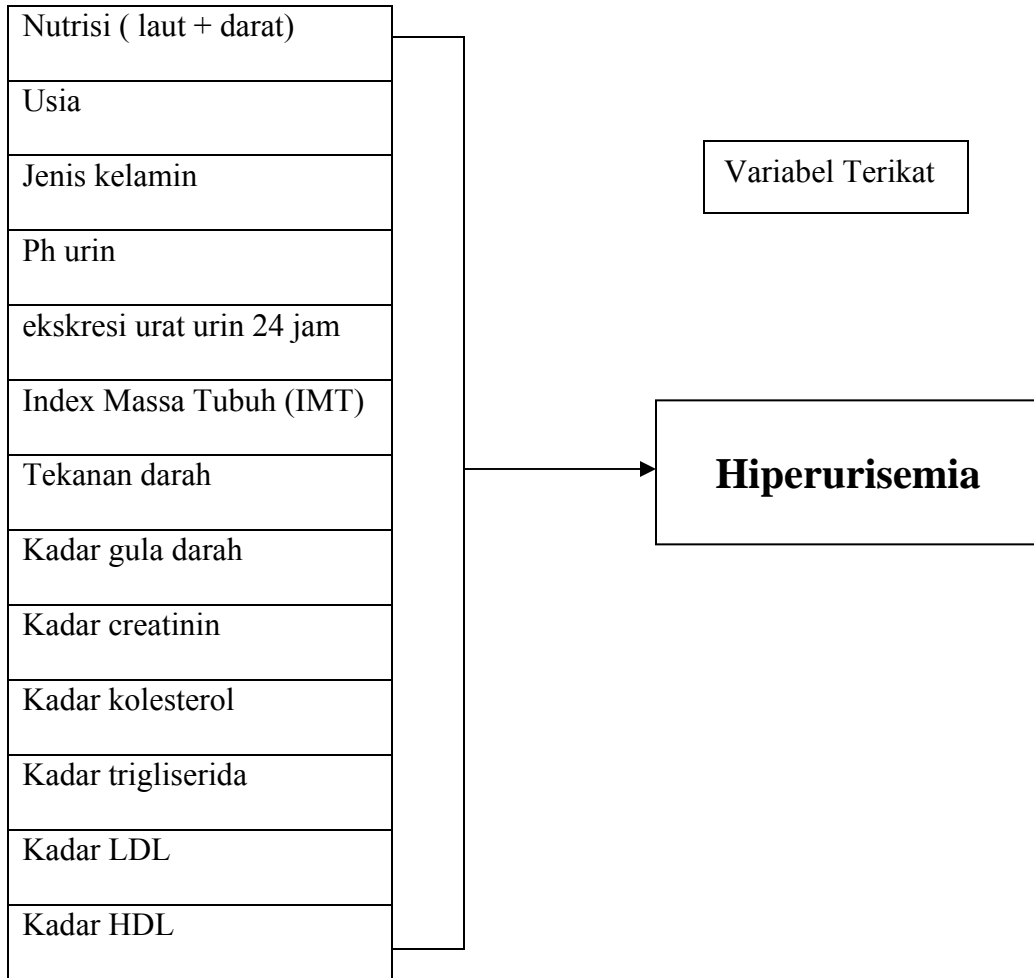 Nutrisi ( laut + darat)
Usia
Jenis kelamin
Ph urin
ekskresi urat urin 24 jam
Index Massa Tubuh (IMT)
Tekanan darah
Kadar gula darah
Kadar creatinin
Kadar kolesterol
Kadar trigliserida
Kadar LDL
Kadar HDL
Variabel Terikat
Hiperurisemia